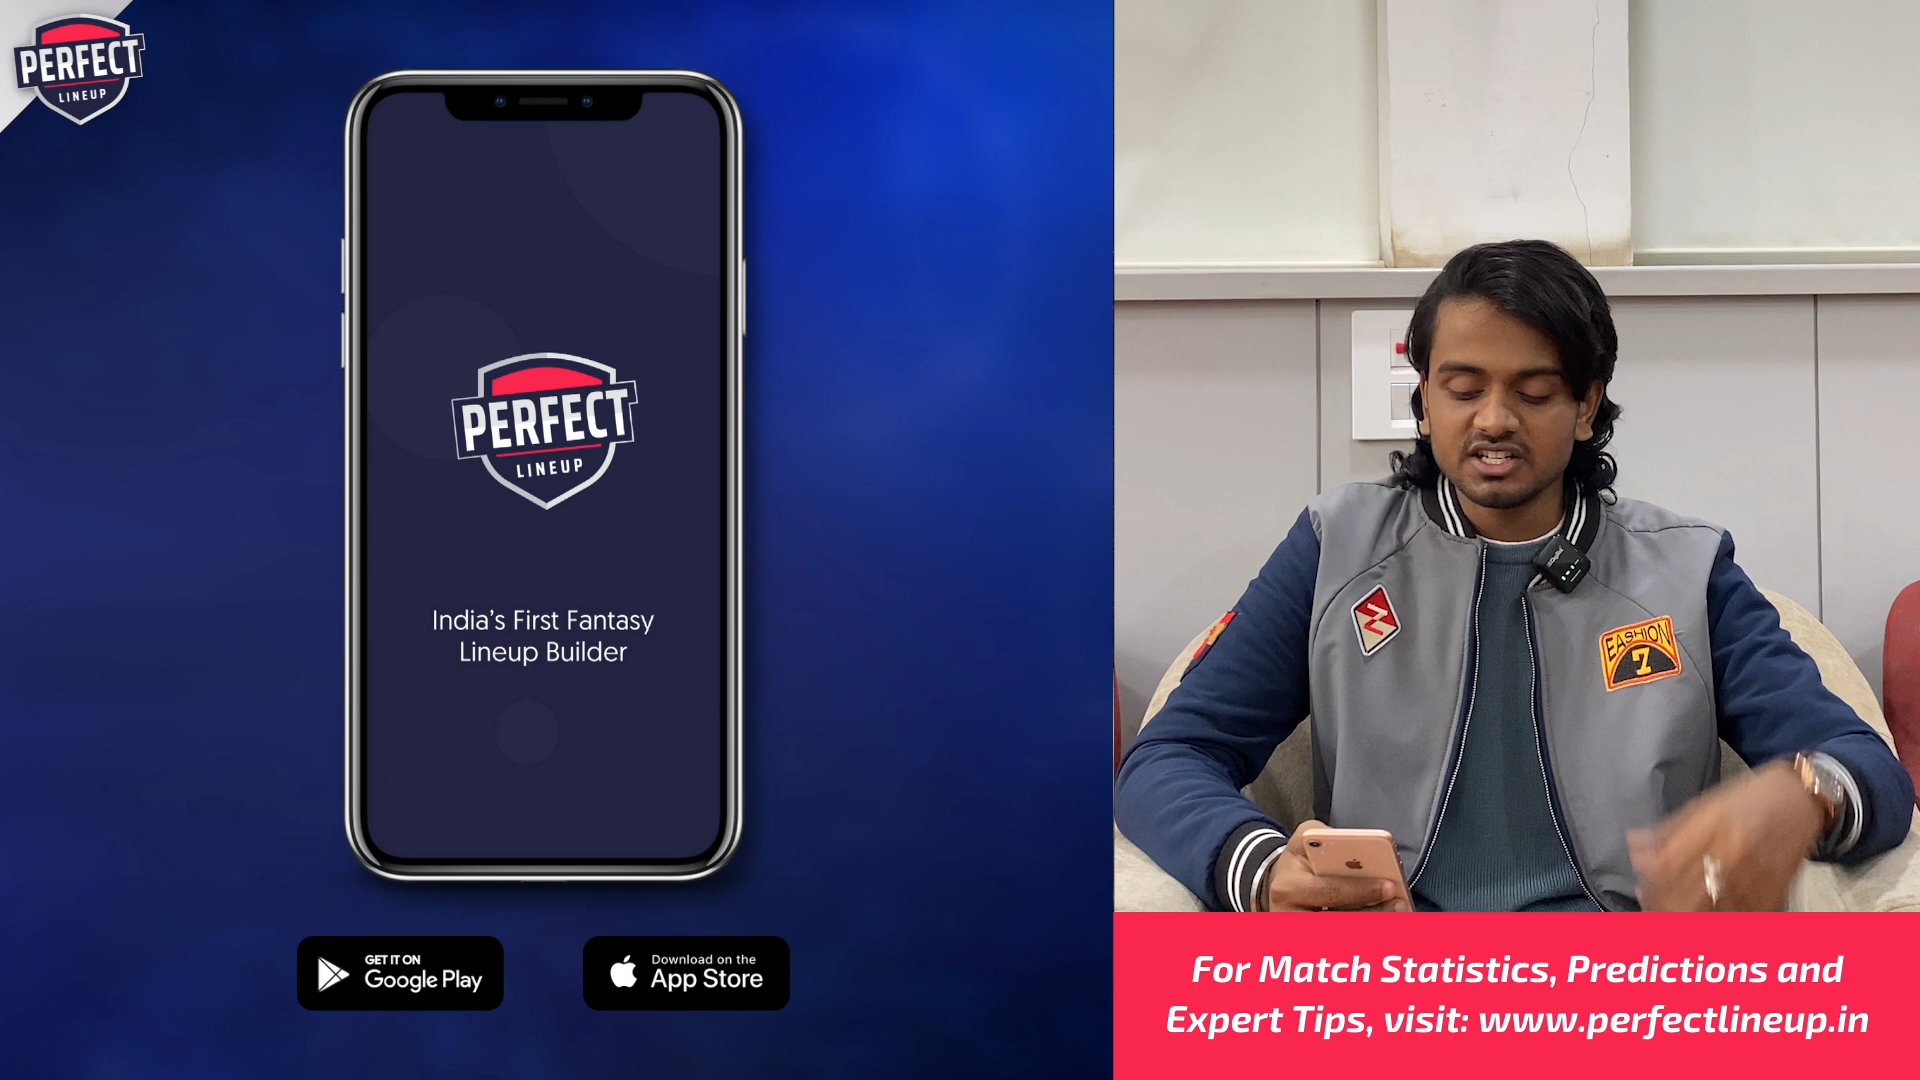 PERFECT
LINEUP
PERFECT
LINEUP
India's First Fantasy
Lineup Builder
GET IT ON
Google Play
Download on the
App Store
FASHION
7
For Match Statistics, Predictions and
Expert Tips, visit: www.perfectlineup.in